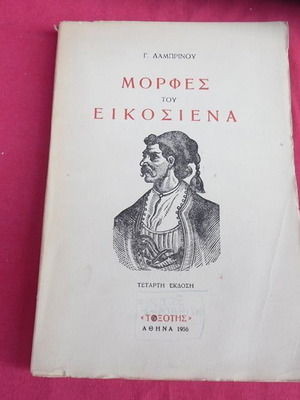 Γ. ΛΑΜΠΡΙΝΟΥ
ΜΟΡΦΕΣ
ΤΟΥ
ΕΙΚΟΣΙΕΝΑ
ΤΕΤΑΡΤΗ ΕΚΔΟΣΗ
«ΤΟΞΟΤΗΣ»
ΑΘΗΝΑ 1956